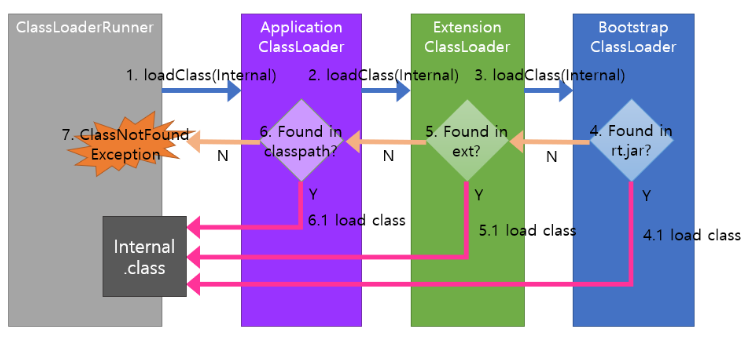 ClassLoaderRunner
Application
ClassLoader
Extension
ClassLoader
Bootstrap
ClassLoader
1. loadClass(Internal)
2. loadClass(Internal)
3. loadClass(Internal)
7. ClassNotFound
Exception
6. Found in
classpath?
5. Found in
ext?
4. Found in
rt.jar?
N
N
N
Y
Y
Y
6.1 load class
5.1 load class
4.1 load class
Internal
.class